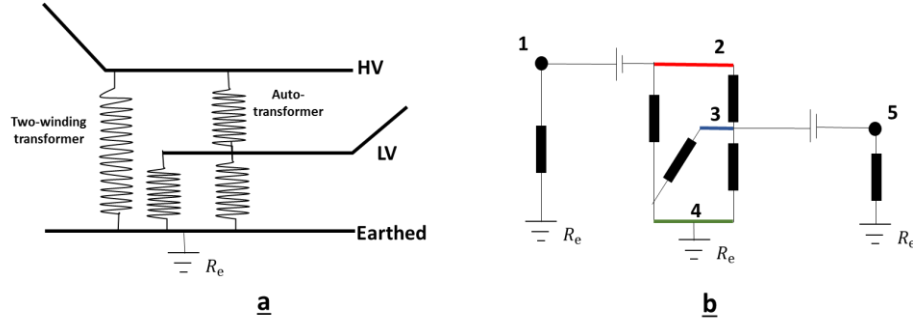 HV
Auto-
transformer
Two-winding
transformer
LV
Earthed
Rₑ
a
1
2
3
5
4
Rₑ
Rₑ
Rₑ
b